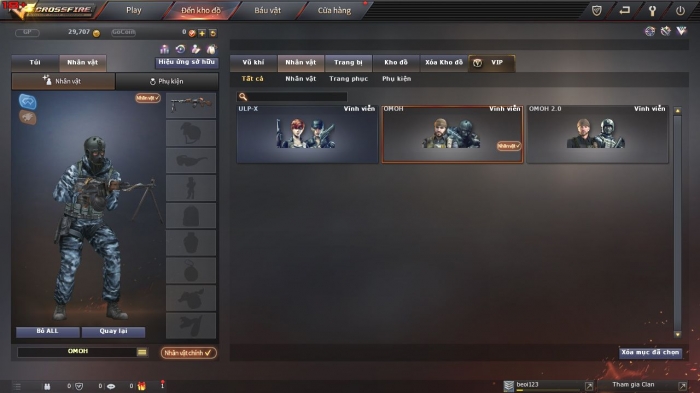 CROSSFIRE Play Đến kho đồ Báu vật Cửa hàng
GP 29,707 GoCoin 0
Túi Nhân vật Hiệu ứng sở hữu
Vũ khí Nhân vật Trang bị Kho đồ Xóa Kho đồ VIP
Nhân vật Phụ kiện
Tất cả Nhân vật Trang phục Phụ kiện
Nhân vật
ULP-X Vĩnh viễn OMOH Vĩnh viễn OMOH 2.0 Vĩnh viễn
Nhân vật
Bỏ ALL Quay lại
OMOH Nhân vật chính
Xóa mục đã chọn
0 0 0 1 beoi123 Tham gia Clan